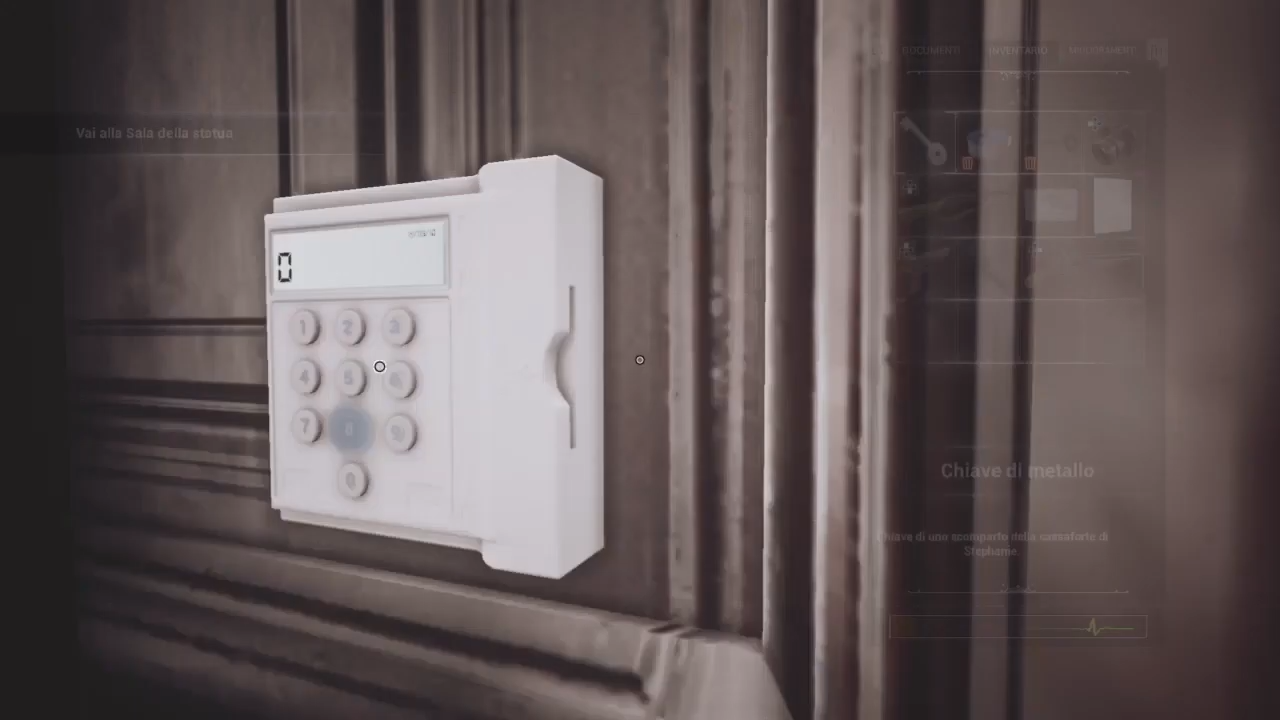 DOCUMENTI INVENTARIO
Vai alla Sala della statua
0
1 2 3
4 5 6
7 8 9
0
Chiave di metallo
Chiave di uno scomparto nella cassaforte di
Stephanie.